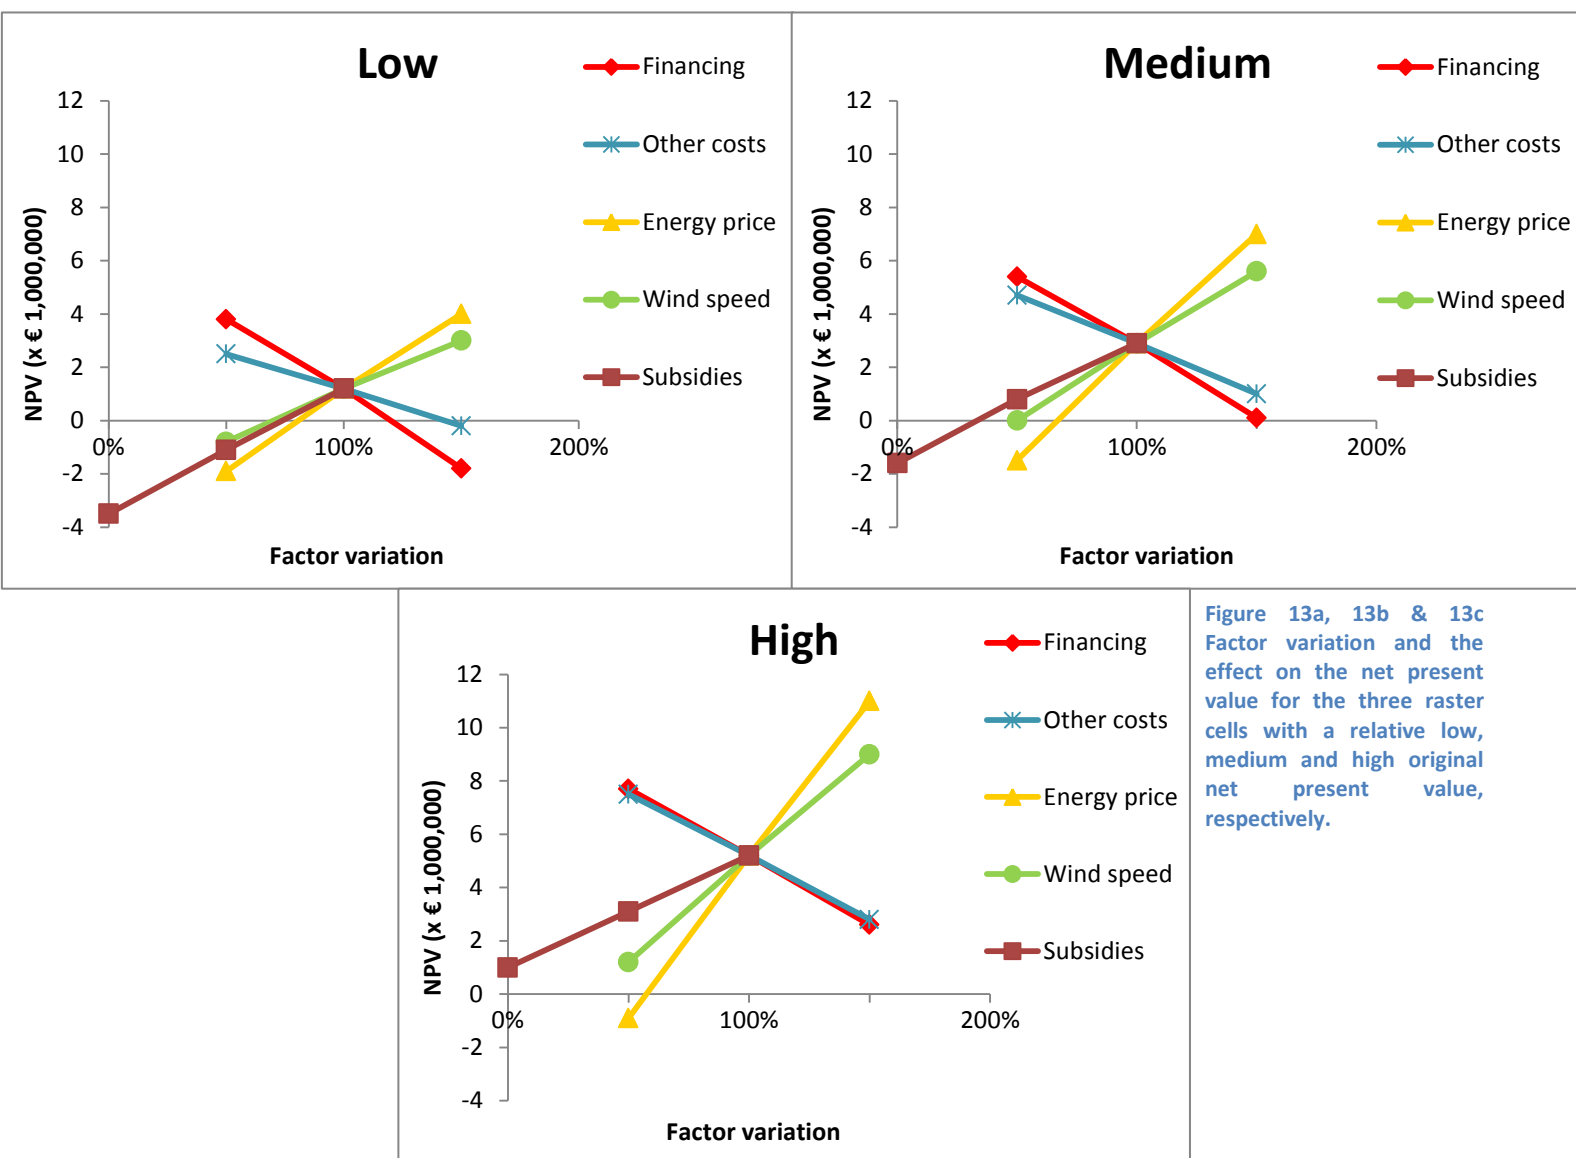 Low
Financing
Other costs
Energy price
Wind speed
Subsidies
12
10
8
6
4
2
0
-2
-4
0%
100%
200%
NPV (x € 1,000,000)
Factor variation
Medium
Financing
Other costs
Energy price
Wind speed
Subsidies
12
10
8
6
4
2
0
-2
-4
0%
100%
200%
NPV (x € 1,000,000)
Factor variation
High
Financing
Other costs
Energy price
Wind speed
Subsidies
12
10
8
6
4
2
0
-2
-4
0%
100%
200%
NPV (x € 1,000,000)
Factor variation
Figure 13a, 13b & 13c
Factor variation and the
effect on the net present
value for the three raster
cells with a relative low,
medium and high original
net present value,
respectively.